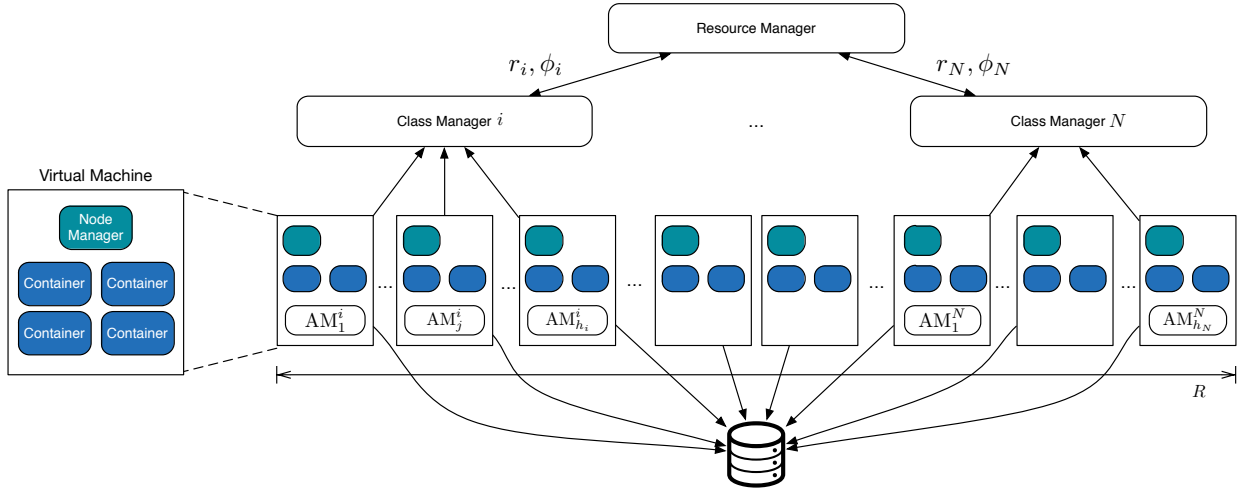 Resource Manager
r_i, ϕ_i
r_N, ϕ_N
Class Manager i
...
Class Manager N
Virtual Machine
Node
Manager
Container
Container
Container
Container
...
...
...
...
...
...
AM_1^i
AM_j^i
AM_{h_i}^i
AM_1^N
AM_{h_N}^N
R